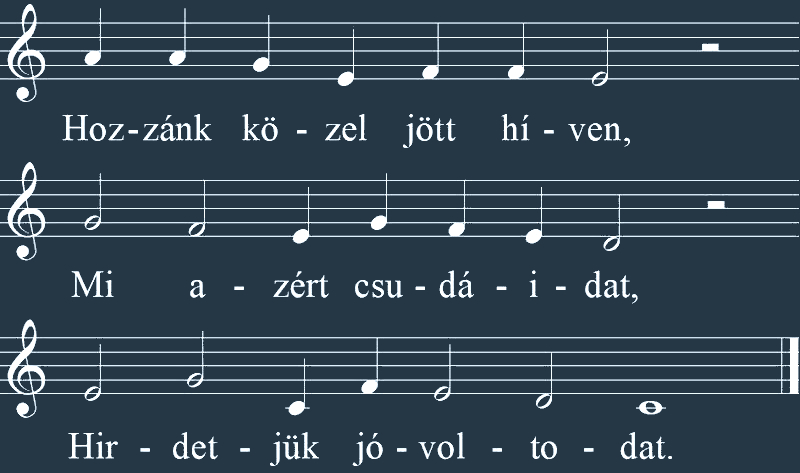 Hoz-zánk kö - zel jött hí - ven,
Mi a - zért csu - dá - i - dat,
Hir - det - jük jó - vol - to - dat.